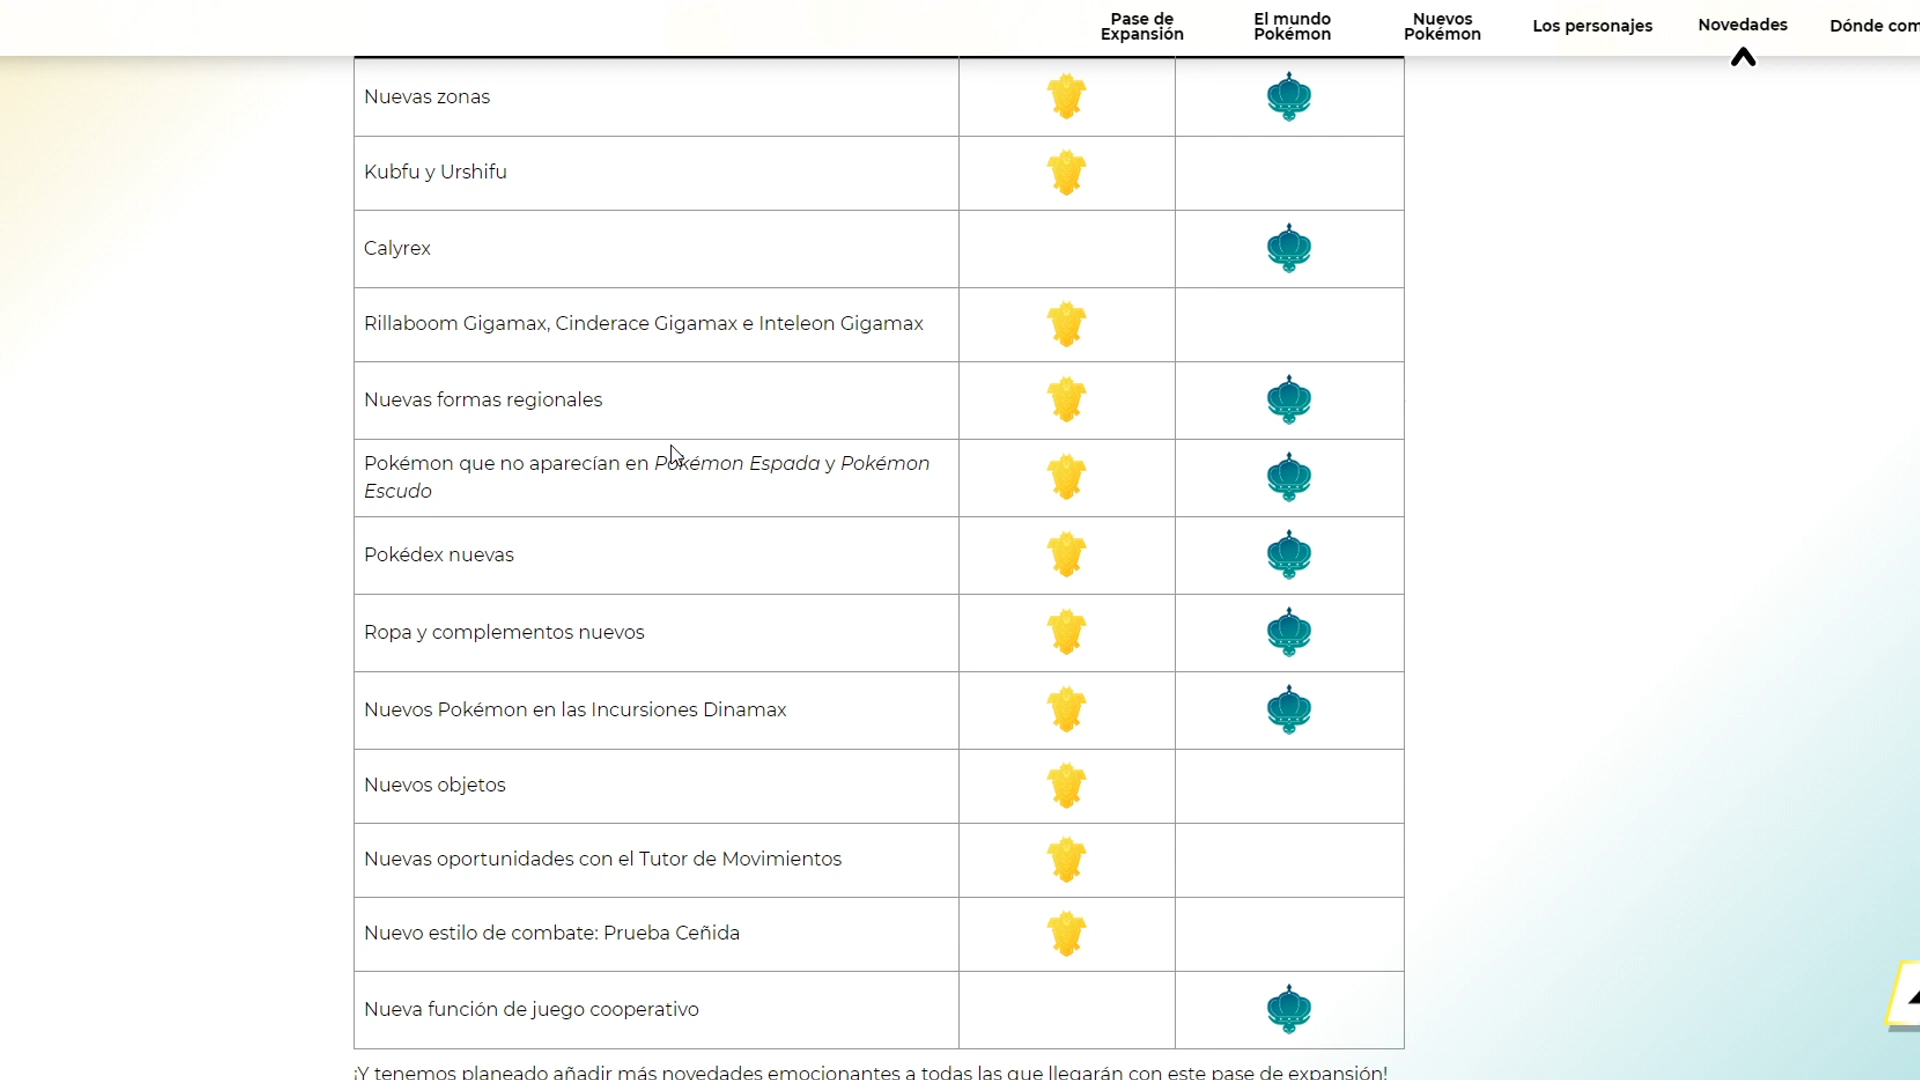 Pase de
Expansión
El mundo
Pokémon
Nuevos
Pokémon
Los personajes
Novedades
Dónde com
Nuevas zonas
Kubfu y Urshifu
Calyrex
Rillaboom Gigamax, Cinderace Gigamax e Inteleon Gigamax
Nuevas formas regionales
Pokémon que no aparecían en Pokémon Espada y Pokémon
Escudo
Pokédex nuevas
Ropa y complementos nuevos
Nuevos Pokémon en las Incursiones Dinamax
Nuevos objetos
Nuevas oportunidades con el Tutor de Movimientos
Nuevo estilo de combate: Prueba Ceñida
Nueva función de juego cooperativo
¡Y tenemos planeado añadir más novedades emocionantes a todas las que llegarán con este pase de expansión!